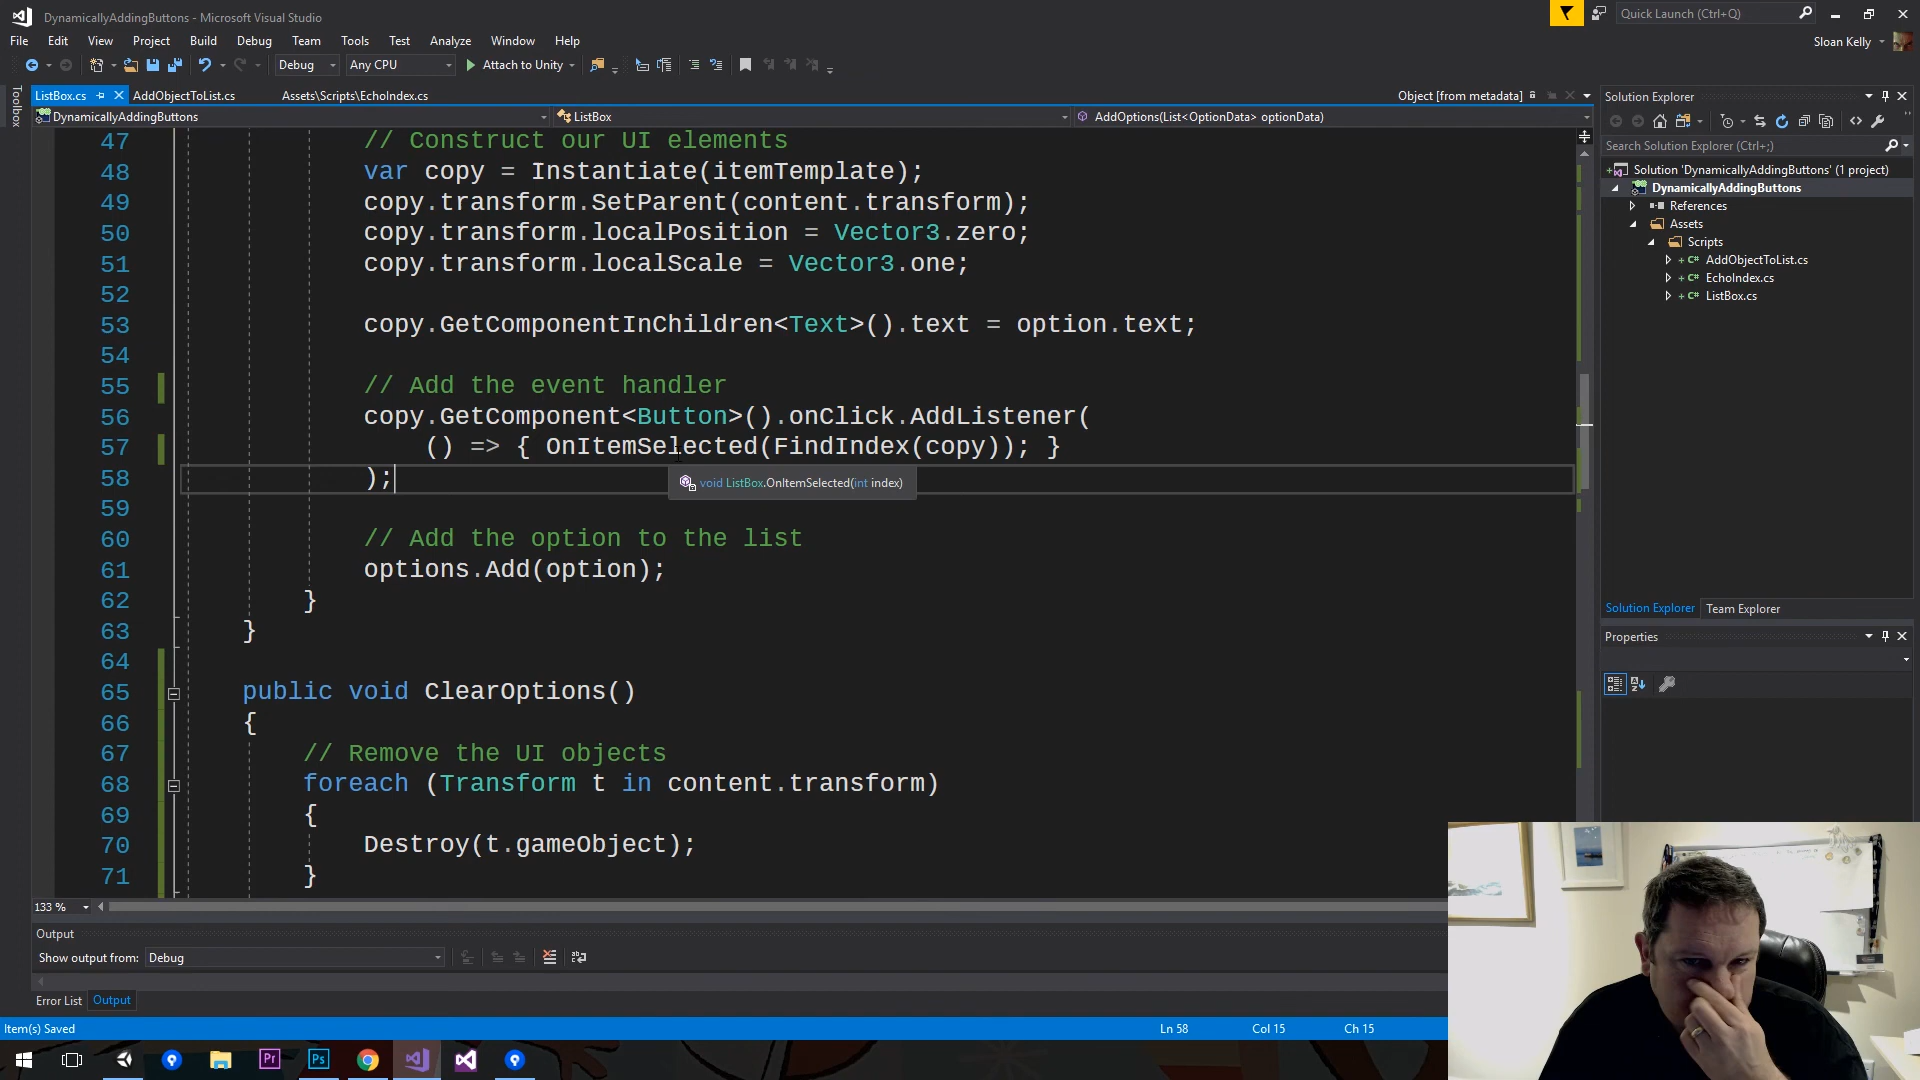 DynamicallyAddingButtons - Microsoft Visual Studio
Quick Launch (Ctrl+Q)
File Edit View Project Build Debug Team Tools Test Analyze Window Help
Sloan Kelly
Debug Any CPU Attach to Unity
Toolbox
ListBox.cs AddObjectToList.cs Assets\Scripts\EchoIndex.cs Object [from metadata]
DynamicallyAddingButtons ListBox AddOptions(List<OptionData> optionData)
47 // Construct our UI elements
48 var copy = Instantiate(itemTemplate);
49 copy.transform.SetParent(content.transform);
50 copy.transform.localPosition = Vector3.zero;
51 copy.transform.localScale = Vector3.one;
52
53 copy.GetComponentInChildren<Text>().text = option.text;
54
55 // Add the event handler
56 copy.GetComponent<Button>().onClick.AddListener(
57 () => { OnItemSelected(FindIndex(copy)); }
58 );
void ListBox.OnItemSelected(int index)
59
60 // Add the option to the list
61 options.Add(option);
62 }
63 }
64
65 public void ClearOptions()
66 {
67 // Remove the UI objects
68 foreach (Transform t in content.transform)
69 {
70 Destroy(t.gameObject);
71 }
133 %
Output
Show output from: Debug
Error List Output
Item(s) Saved Ln 58 Col 15 Ch 15
Solution Explorer
Search Solution Explorer (Ctrl+;)
Solution 'DynamicallyAddingButtons' (1 project)
DynamicallyAddingButtons
References
Assets
Scripts
AddObjectToList.cs
EchoIndex.cs
ListBox.cs
Solution Explorer Team Explorer
Properties
Pr Ps